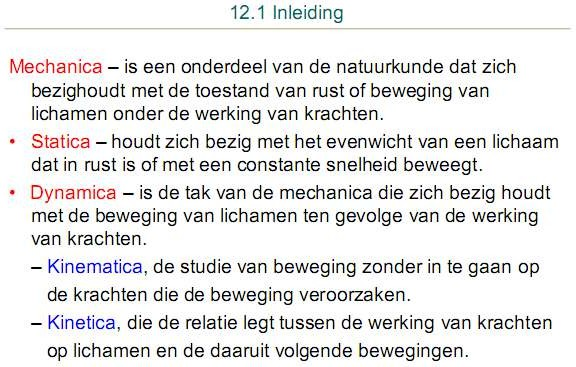 12.1 Inleiding
Mechanica – is een onderdeel van de natuurkunde dat zich
bezighoudt met de toestand van rust of beweging van
lichamen onder de werking van krachten.
• Statica – houdt zich bezig met het evenwicht van een lichaam
dat in rust is of met een constante snelheid beweegt.
• Dynamica – is de tak van de mechanica die zich bezig houdt
met de beweging van lichamen ten gevolge van de werking
van krachten.
– Kinematica, de studie van beweging zonder in te gaan op
de krachten die de beweging veroorzaken.
– Kinetica, die de relatie legt tussen de werking van krachten
op lichamen en de daaruit volgende bewegingen.